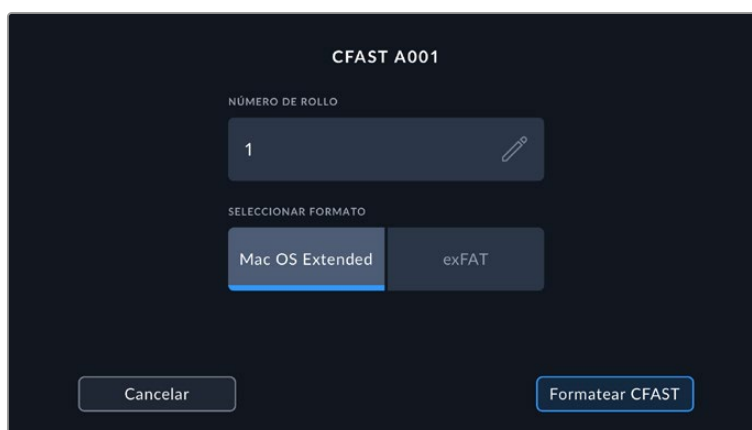 CFAST A001
NÚMERO DE ROLLO
1
SELECCIONAR FORMATO
Mac OS Extended exFAT
Cancelar Formatear CFAST